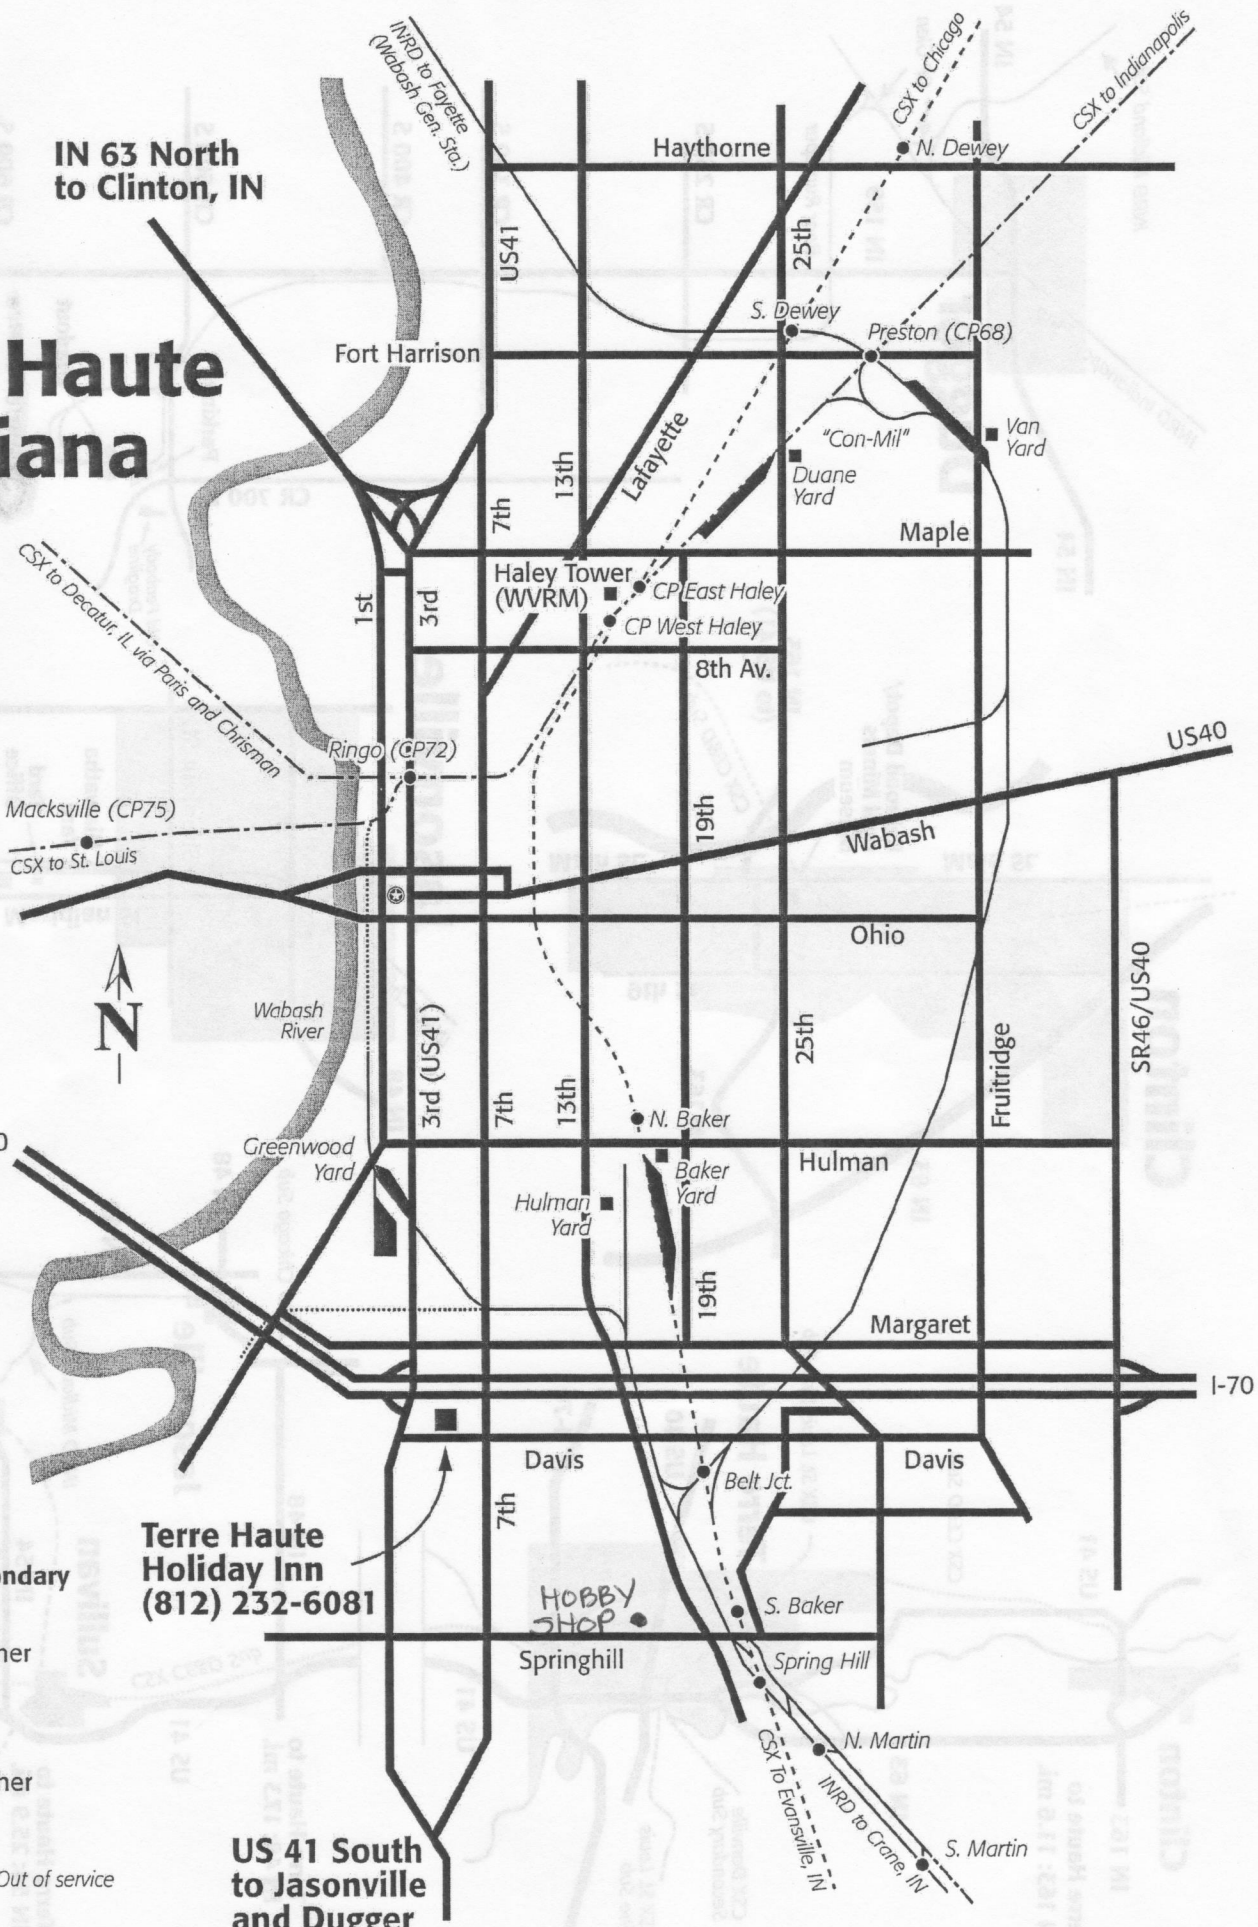 INRD to Fayette
(Wabash Gen. Sta.)
CSX to Chicago
CSX to Indianapolis
IN 63 North
to Clinton, IN
Haythorne
N. Dewey
US41
25th
S. Dewey
Preston (CP68)
Fort Harrison
Haute
iana
Lafayette
"Con-Mil"
Van
Yard
Duane
Yard
13th
7th
Maple
CSX to Decatur, IL via Paris and Chrisman
Haley Tower
(WVRM)
CP East Haley
CP West Haley
1st
3rd
8th Av.
Ringo (CP72)
US40
Macksville (CP75)
CSX to St. Louis
19th
Wabash
Ohio
N
Wabash
River
3rd (US41)
7th
13th
25th
Fruitridge
SR46/US40
N. Baker
Greenwood
Yard
Hulman
Baker
Yard
Hulman
Yard
19th
Margaret
I-70
Davis
Davis
Belt Jct.
7th
Terre Haute
Holiday Inn
(812) 232-6081
ondary
HOBBY
SHOP
S. Baker
Springhill
Spring Hill
her
N. Martin
CSX To Evansville, IN
INRD to Crane, IN
S. Martin
her
US 41 South
to Jasonville
and Dugger
Out of service